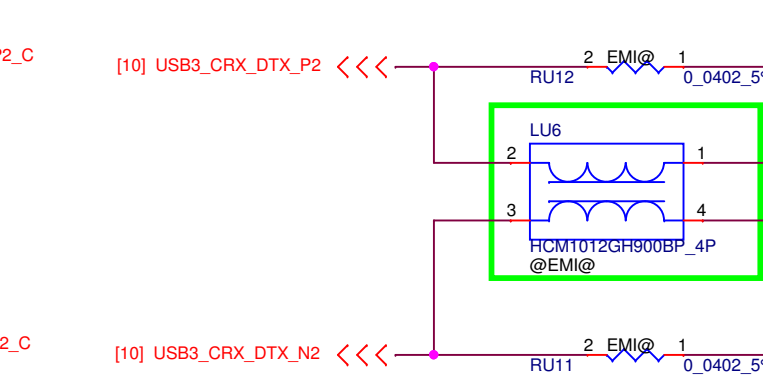 P2_C
[10] USB3_CRX_DTX_P2
2 EMI@ 1
RU12
0_0402_5%
LU6
2
1
3
4
HCM1012GH900BP_4P
@EMI@
2_C
[10] USB3_CRX_DTX_N2
2 EMI@ 1
RU11
0_0402_5%